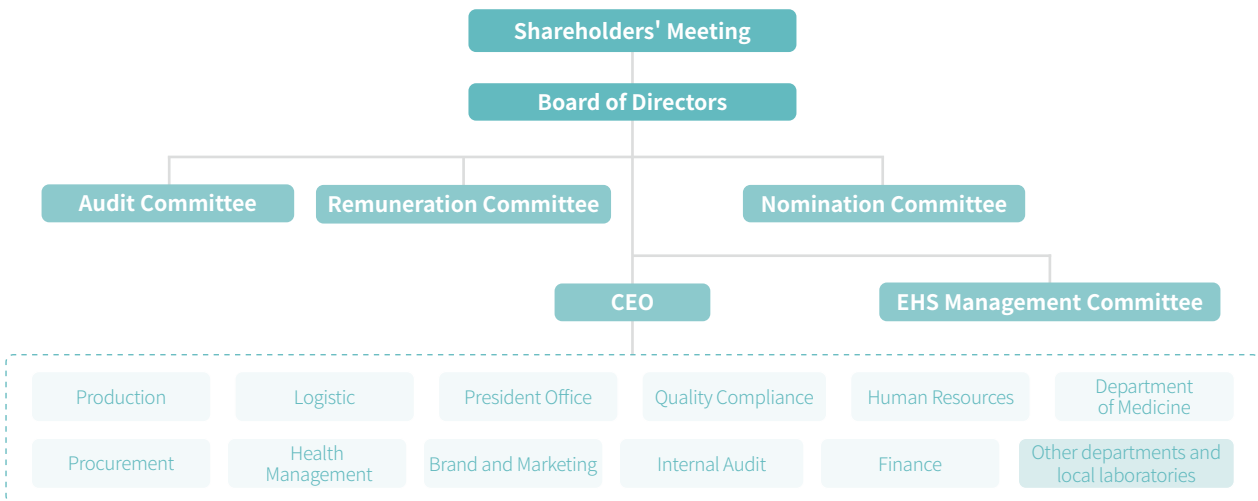 Shareholders' Meeting
Board of Directors
Audit Committee
Remuneration Committee
Nomination Committee
CEO
EHS Management Committee
Production
Logistic
President Office
Quality Compliance
Human Resources
Department
of Medicine
Procurement
Health
Management
Brand and Marketing
Internal Audit
Finance
Other departments and
local laboratories